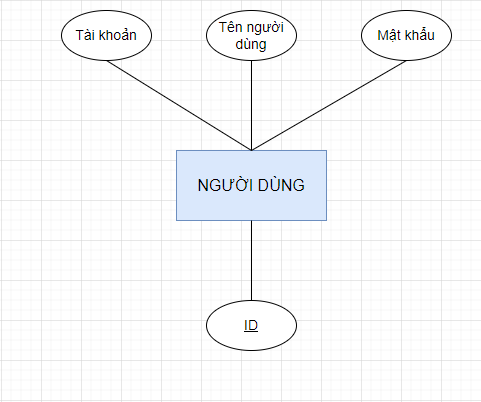 Tài khoản
Tên người
dùng
Mật khẩu
NGƯỜI DÙNG
ID